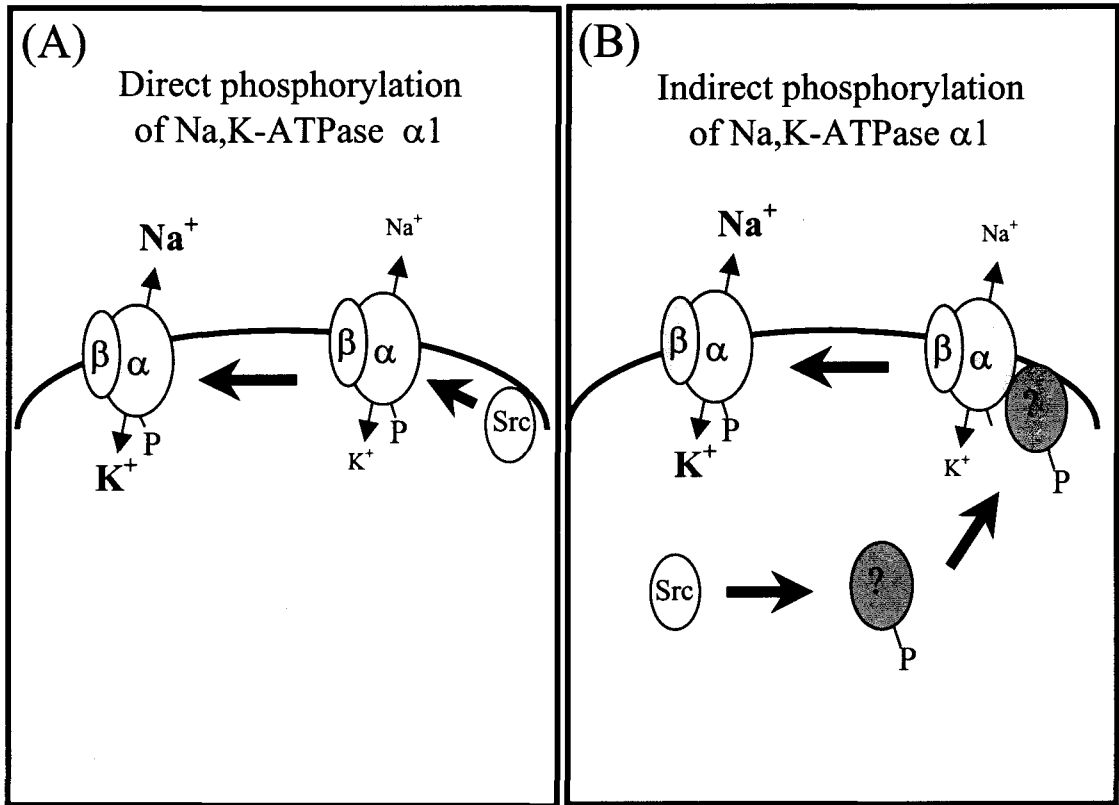 (A)
Direct phosphorylation
of Na,K-ATPase α1
Na⁺
Na⁺
β α
β α
Src
P
P
K⁺
K⁺
(B)
Indirect phosphorylation
of Na,K-ATPase α1
Na⁺
Na⁺
β α
β α
?
P
K⁺
K⁺
P
Src
?
P